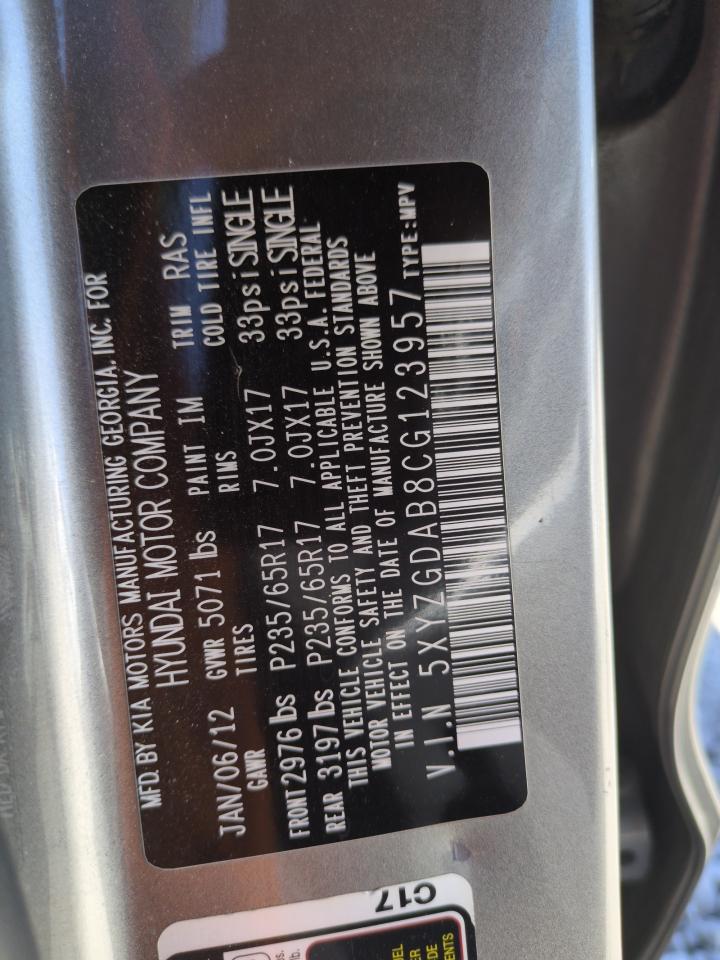 MFD. BY KIA MOTORS MANUFACTURING GEORGIA, INC. FOR
HYUNDAI MOTOR COMPANY
JAN/06/12 GVWR 5071 lbs PAINT IM TRIM RAS
GAWR TIRES RIMS COLD TIRE INFL
FRONT 2976 lbs P235/65R17 7.0JX17 33psi SINGLE
REAR 3197 lbs P235/65R17 7.0JX17 33psi SINGLE
THIS VEHICLE CONFORMS TO ALL APPLICABLE U.S.A. FEDERAL
MOTOR VEHICLE SAFETY AND THEFT PREVENTION STANDARDS
IN EFFECT ON THE DATE OF MANUFACTURE SHOWN ABOVE
V.I.N 5XYZGDAB8CG123957 TYPE:MPV
C17